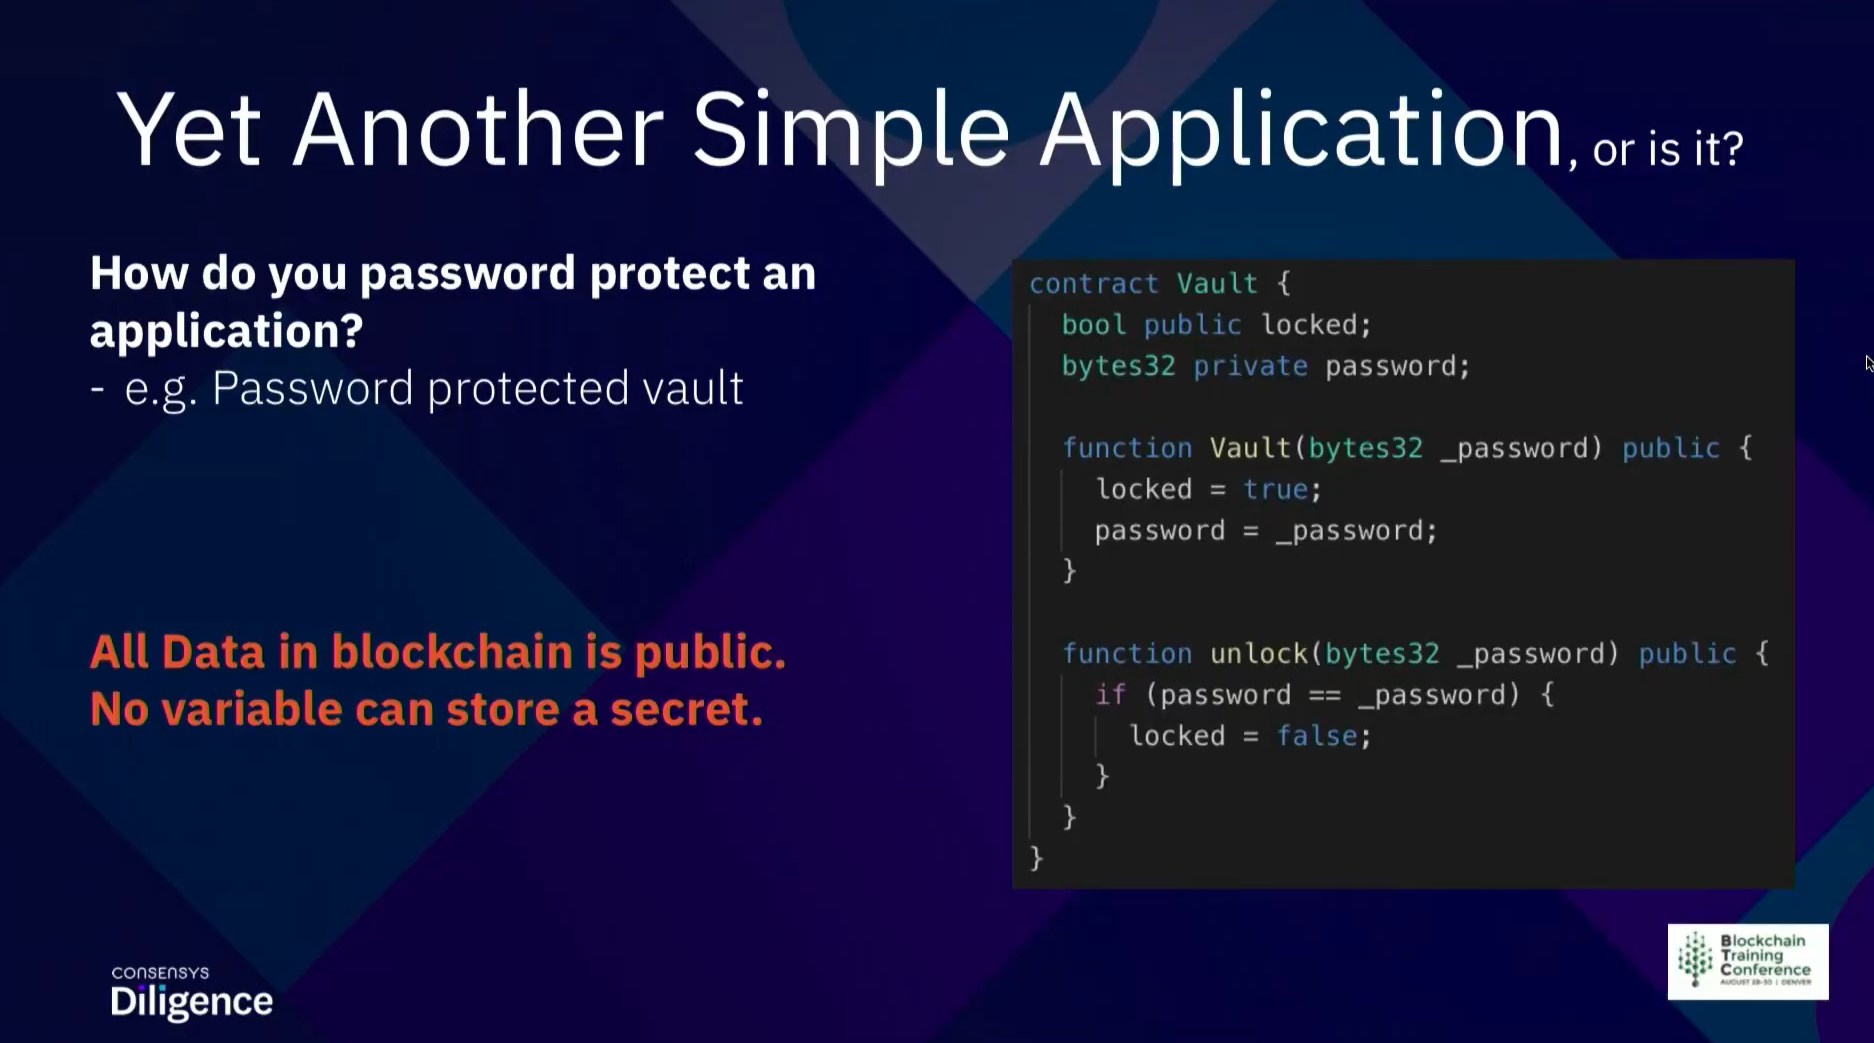 Yet Another Simple Application, or is it?
How do you password protect an
application?
- e.g. Password protected vault
All Data in blockchain is public.
No variable can store a secret.
contract Vault {
bool public locked;
bytes32 private password;
function Vault(bytes32 _password) public {
locked = true;
password = _password;
}
function unlock(bytes32 _password) public {
if (password == _password) {
locked = false;
}
}
}
CONSENSYS
Diligence
Blockchain
Training
Conference
AUGUST 28-30 | DENVER